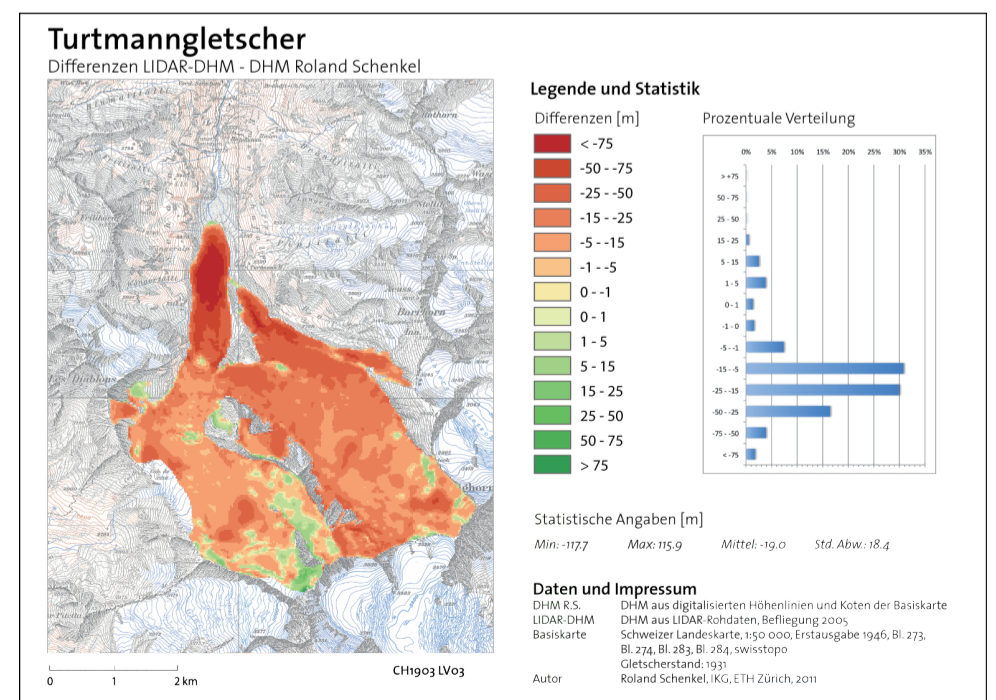 Turtmanngletscher
Differenzen LIDAR-DHM - DHM Roland Schenkel
Rothorn
Barrhorn
Les Diablons
ghorn
0 1 2 km
CH1903 LV03
Legende und Statistik
Differenzen [m]
< -75
-50 - -75
-25 - -50
-15 - -25
-5 - -15
-1 - -5
0 - -1
0 - 1
1 - 5
5 - 15
15 - 25
25 - 50
50 - 75
> 75
Prozentuale Verteilung
0% 5% 10% 15% 20% 25% 30% 35%
> +75
50 - 75
25 - 50
15 - 25
5 - 15
1 - 5
0 - 1
-1 - 0
-5 - -1
-15 - -5
-25 - -15
-50 - -25
-75 - -50
< -75
Statistische Angaben [m]
Min: -117.7 Max: 115.9 Mittel: -19.0 Std. Abw.: 18.4
Daten und Impressum
DHM R.S. DHM aus digitalisierten Höhenlinien und Koten der Basiskarte
LIDAR-DHM DHM aus LIDAR-Rohdaten, Befliegung 2005
Basiskarte Schweizer Landeskarte, 1:50 000, Erstausgabe 1946, Bl. 273,
Bl. 274, Bl. 283, Bl. 284, swisstopo
Gletscherstand: 1931
Autor Roland Schenkel, IKG, ETH Zürich, 2011